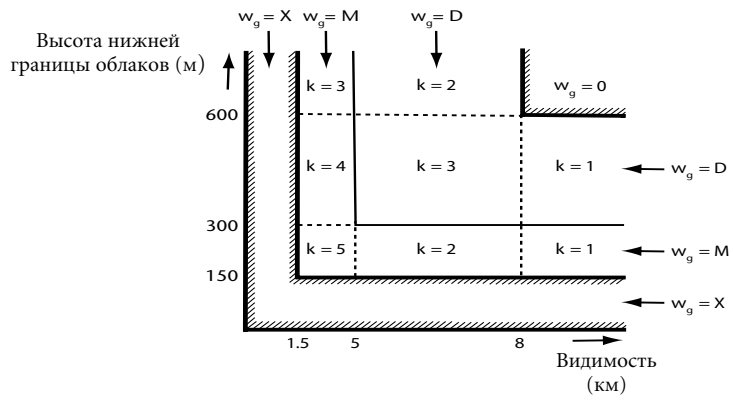 w_g = X
w_g = M
w_g = D
Высота нижней
границы облаков (м)
k = 3
k = 2
w_g = 0
600
k = 4
k = 3
k = 1
w_g = D
300
k = 5
k = 2
k = 1
w_g = M
150
w_g = X
1.5
5
8
Видимость
(км)